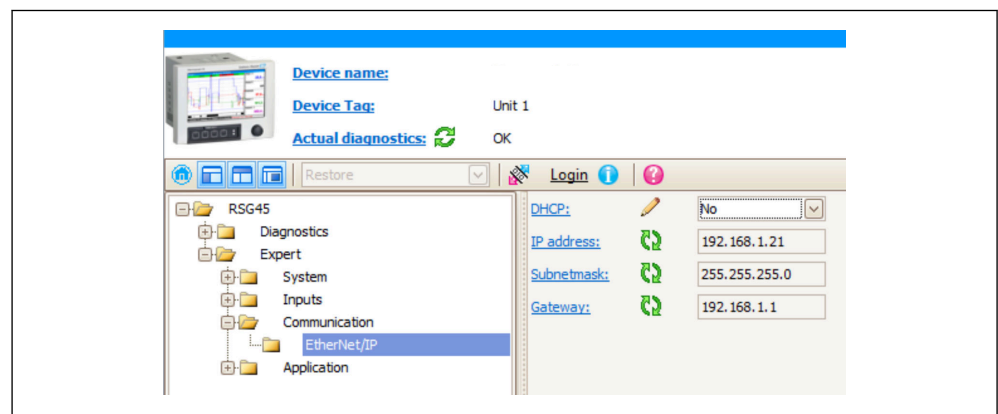 Device name:
Device Tag: Unit 1
Actual diagnostics: OK
Restore Login
RSG45
Diagnostics
Expert
System
Inputs
Communication
EtherNet/IP
Application
DHCP: No
IP address: 192.168.1.21
Subnetmask: 255.255.255.0
Gateway: 192.168.1.1